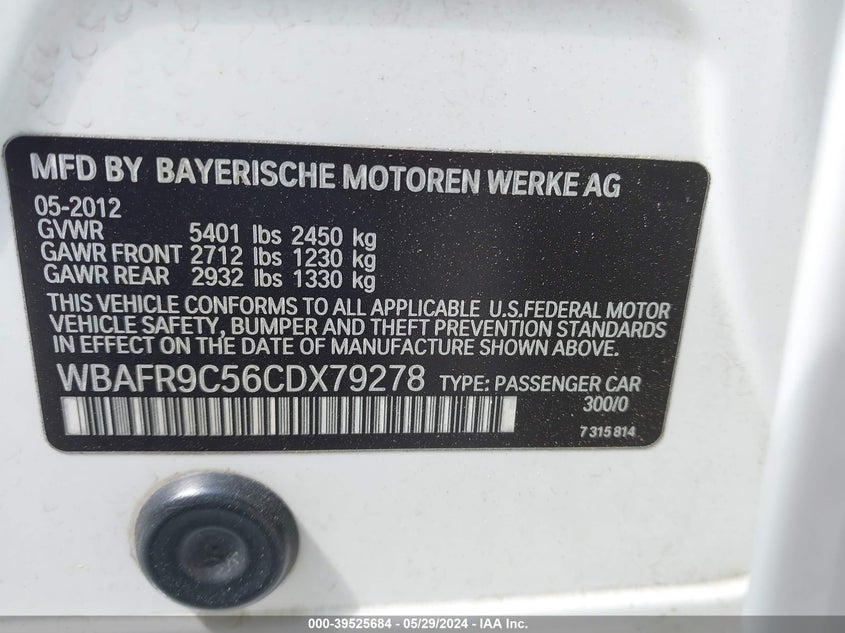 MFD BY BAYERISCHE MOTOREN WERKE AG
05-2012
GVWR 5401 lbs 2450 kg
GAWR FRONT 2712 lbs 1230 kg
GAWR REAR 2932 lbs 1330 kg
THIS VEHICLE CONFORMS TO ALL APPLICABLE U.S.FEDERAL MOTOR
VEHICLE SAFETY, BUMPER AND THEFT PREVENTION STANDARDS
IN EFFECT ON THE DATE OF MANUFACTURE SHOWN ABOVE.
WBAFR9C56CDX79278 TYPE: PASSENGER CAR
300/0
7 315 814
000-39525684 / 05/29/2024 - IAA Inc.